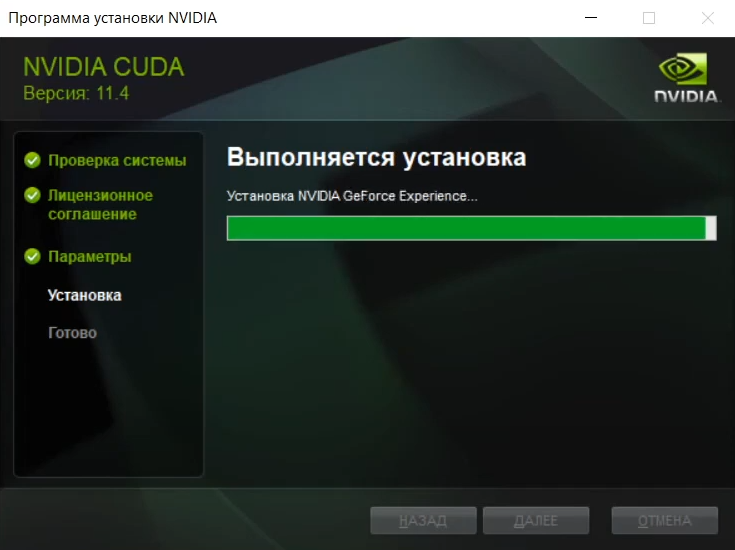 Программа установки NVIDIA
NVIDIA CUDA
Версия: 11.4
NVIDIA.
Проверка системы
Лицензионное
соглашение
Параметры
Установка
Готово
Выполняется установка
Установка NVIDIA GeForce Experience...
НАЗАД
ДАЛЕЕ
ОТМЕНА